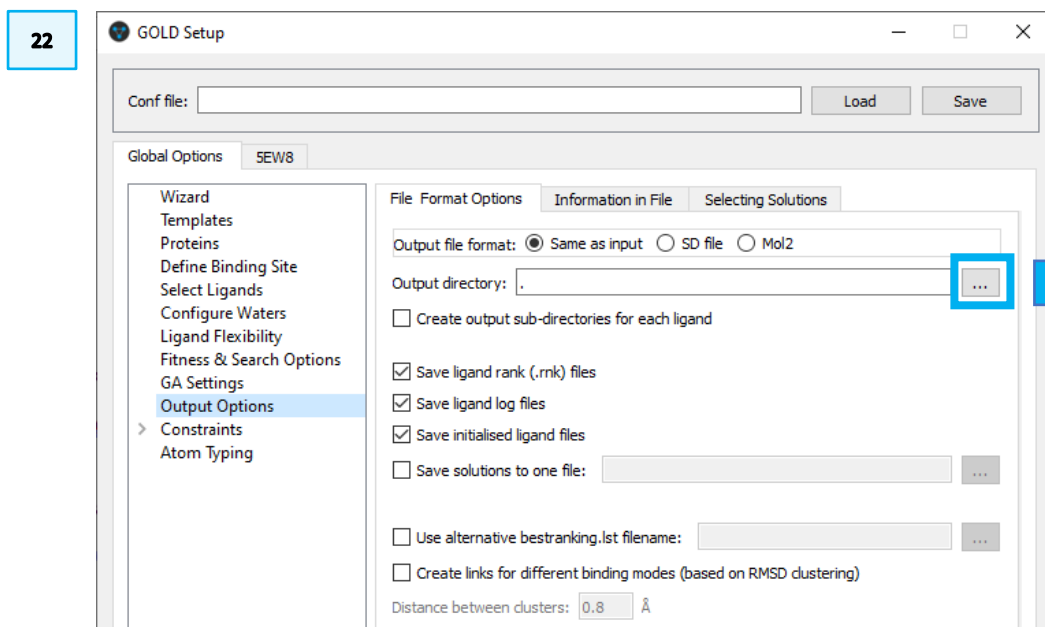 22
GOLD Setup
Conf file:
Load
Save
Global Options
5EW8
Wizard
Templates
Proteins
Define Binding Site
Select Ligands
Configure Waters
Ligand Flexibility
Fitness & Search Options
GA Settings
Output Options
Constraints
Atom Typing
File Format Options
Information in File
Selecting Solutions
Output file format: Same as input SD file Mol2
Output directory: . ...
Create output sub-directories for each ligand
Save ligand rank (.rnk) files
Save ligand log files
Save initialised ligand files
Save solutions to one file: ...
Use alternative bestranking.lst filename: ...
Create links for different binding modes (based on RMSD clustering)
Distance between clusters: 0.8 Å